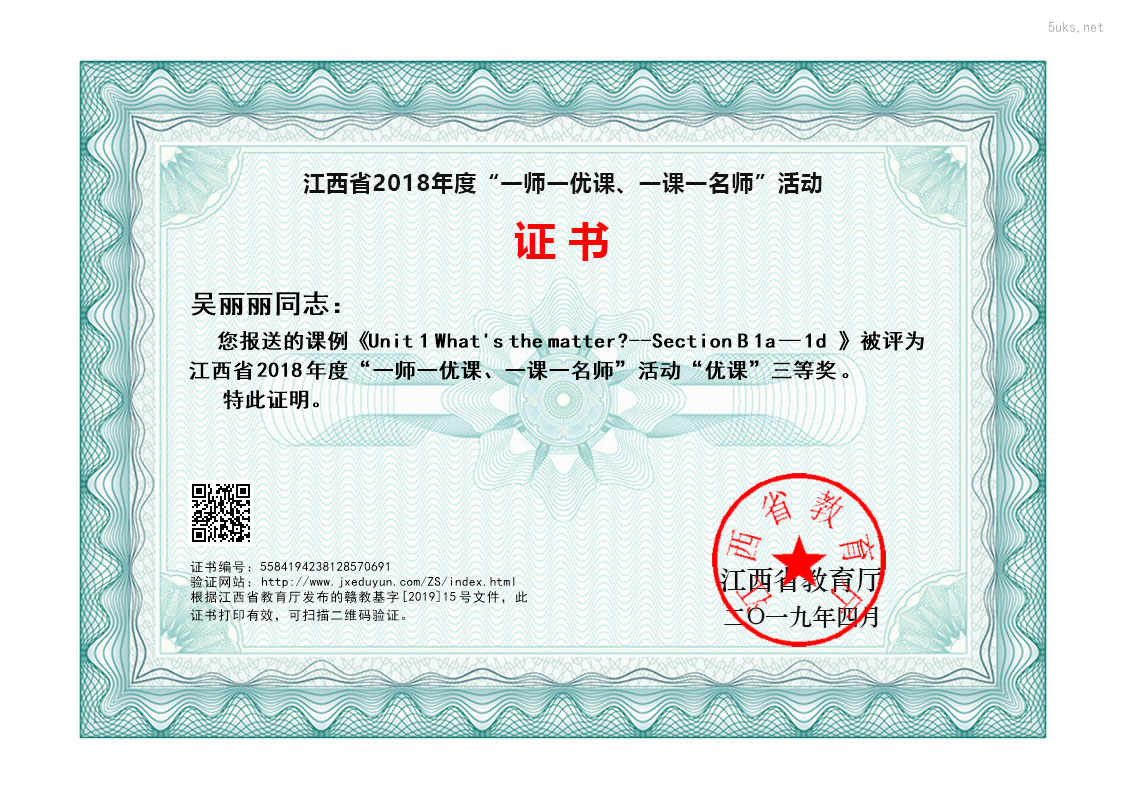 5uks.net
江西省2018年度“一师一优课、一课一名师”活动
证书
吴丽丽同志：
您报送的课例《Unit 1 What's the matter?--Section B 1a—1d 》被评为
江西省2018年度“一师一优课、一课一名师”活动“优课”三等奖。
特此证明。
证书编号：5584194238128570691
验证网站：http://www.jxeduyun.com/ZS/index.html
根据江西省教育厅发布的赣教基字[2019]15号文件，此
证书打印有效，可扫描二维码验证。
江西省教育厅
江西省教育厅
二〇一九年四月